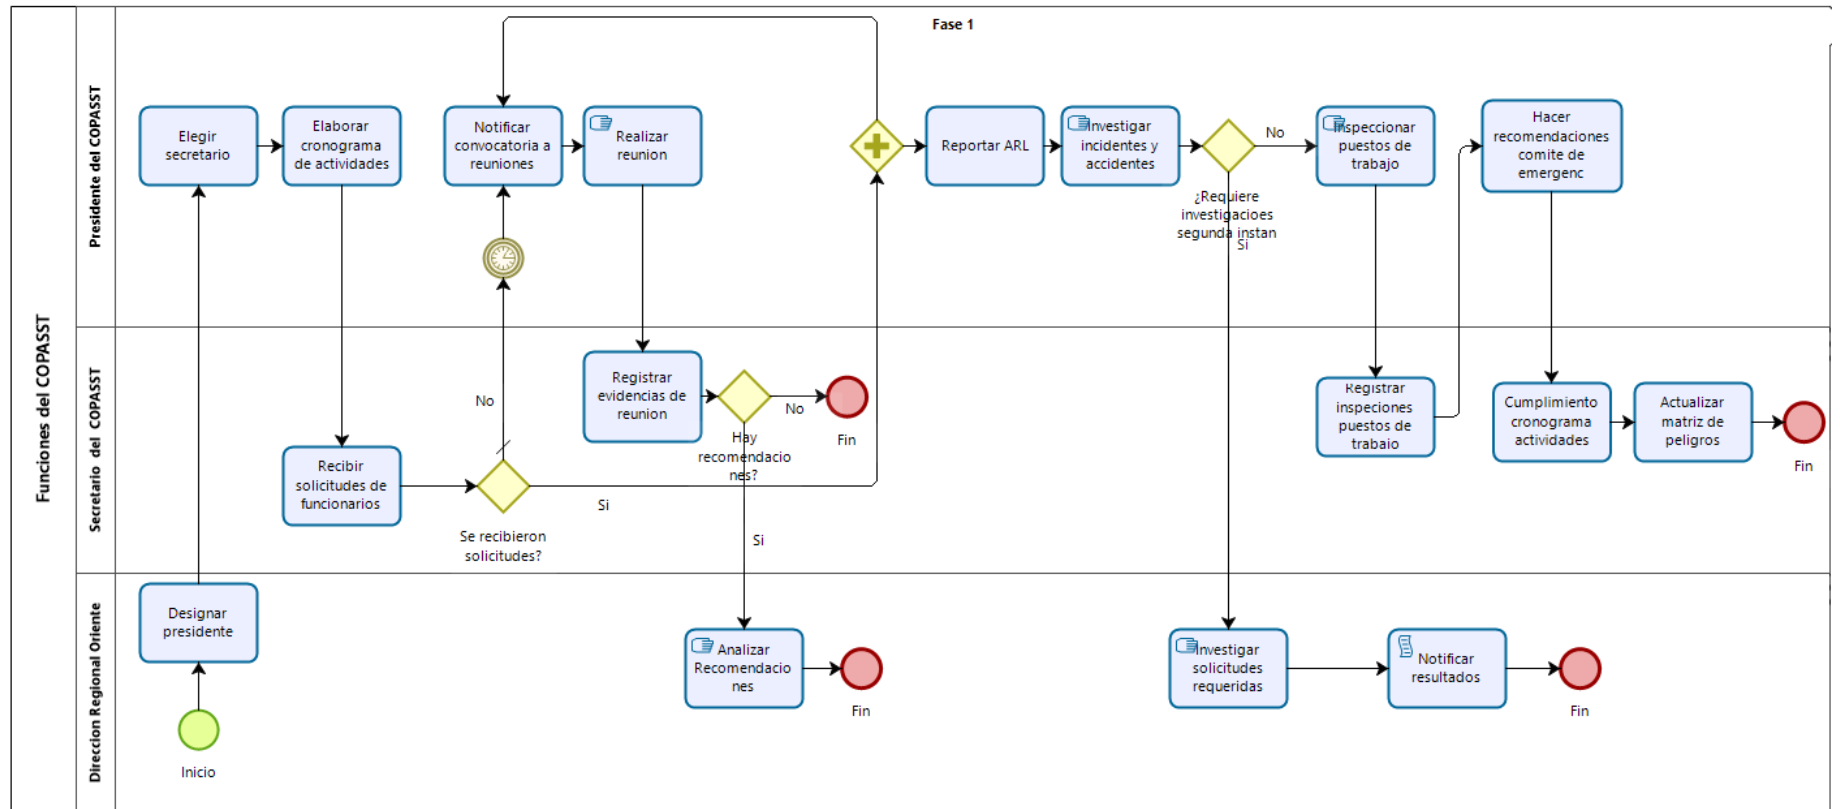 Fase 1
Funciones del COPASST
Presidente del COPASST
Elegir
secretario
Elaborar
cronograma
de actividades
Notificar
convocatoria a
reuniones
Realizar
reunion
Reportar ARL
Investigar
incidentes y
accidentes
¿Requiere
investigacioes
segunda instan
No
Si
Inspeccionar
puestos de
trabajo
Hacer
recomendaciones
comite de
emergenc
Secretario del COPASST
Recibir
solicitudes de
funcionarios
Se recibieron
solicitudes?
No
Si
Registrar
evidencias de
reunion
Hay
recomendacio
nes?
No
Fin
Si
Registrar
inspeciones
puestos de
trabajo
Cumplimiento
cronograma
actividades
Actualizar
matriz de
peligros
Fin
Direccion Regional Oriente
Designar
presidente
Inicio
Analizar
Recomendacio
nes
Fin
Investigar
solicitudes
requeridas
Notificar
resultados
Fin